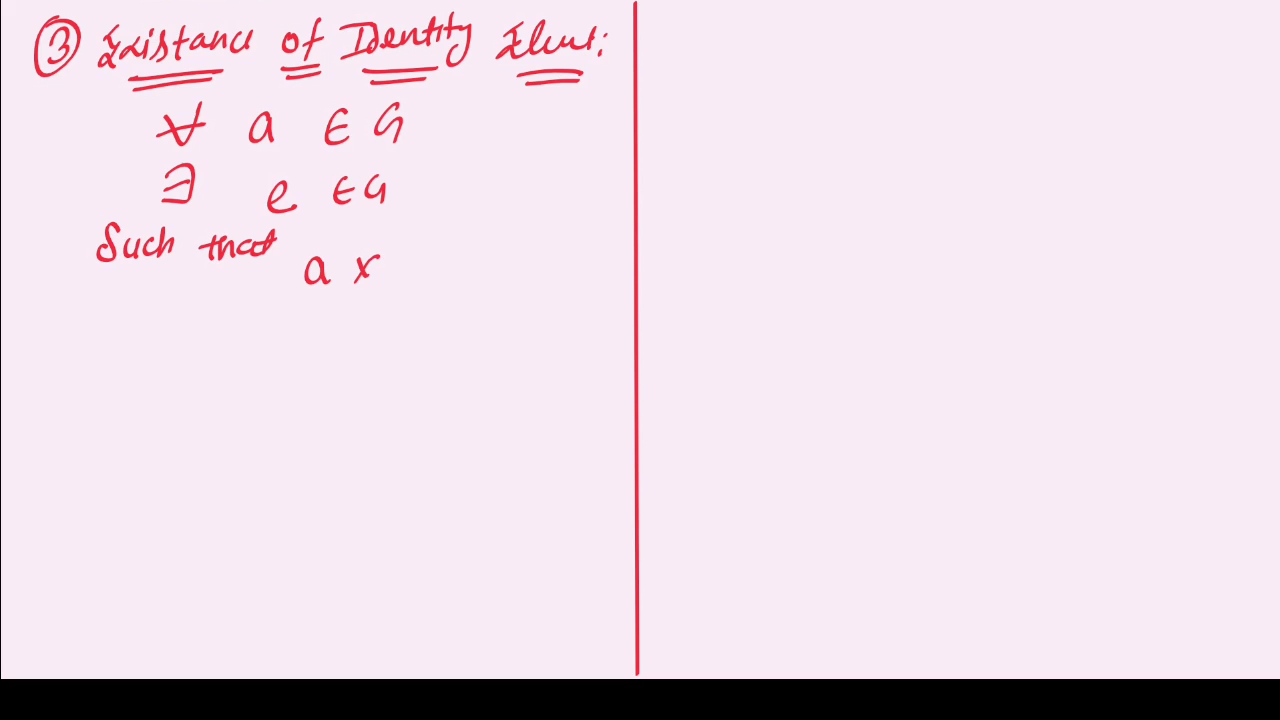 ③ Existance of Identity Elmt:
∀ a ∈ G
∃ e ∈ G
Such that
a x